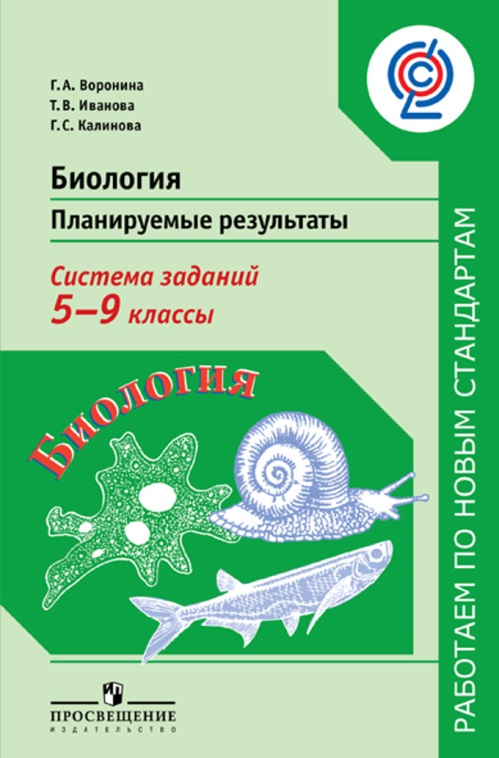 Г. А. Воронина
Т. В. Иванова
Г. С. Калинова
Биология
Планируемые результаты
Система заданий
5–9 классы
Биология
С
РАБОТАЕМ ПО НОВЫМ СТАНДАРТАМ
ПРОСВЕЩЕНИЕ
ИЗДАТЕЛЬСТВО